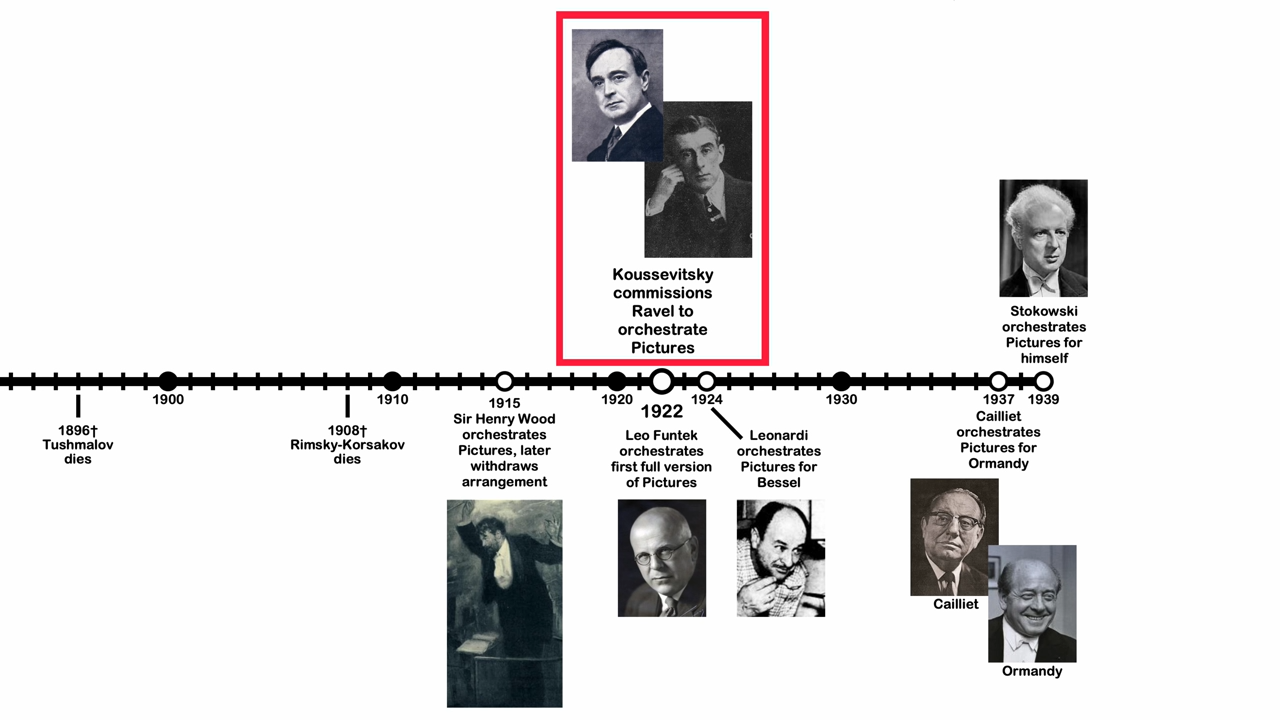 Koussevitsky
commissions
Ravel to
orchestrate
Pictures
Stokowski
orchestrates
Pictures for
himself
1900
1910
1915
1920
1922
1924
1930
1937
1939
1896†
Tushmalov
dies
1908†
Rimsky-Korsakov
dies
Sir Henry Wood
orchestrates
Pictures, later
withdraws
arrangement
Leo Funtek
orchestrates
first full version
of Pictures
Leonardi
orchestrates
Pictures for
Bessel
Cailliet
orchestrates
Pictures for
Ormandy
Cailliet
Ormandy